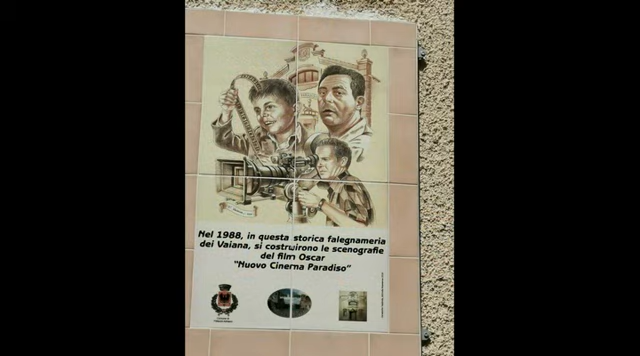 Nel 1988, in questa storica falegnameria
dei Vaiana, si costruirono le scenografie
del film Oscar
"Nuovo Cinema Paradiso"